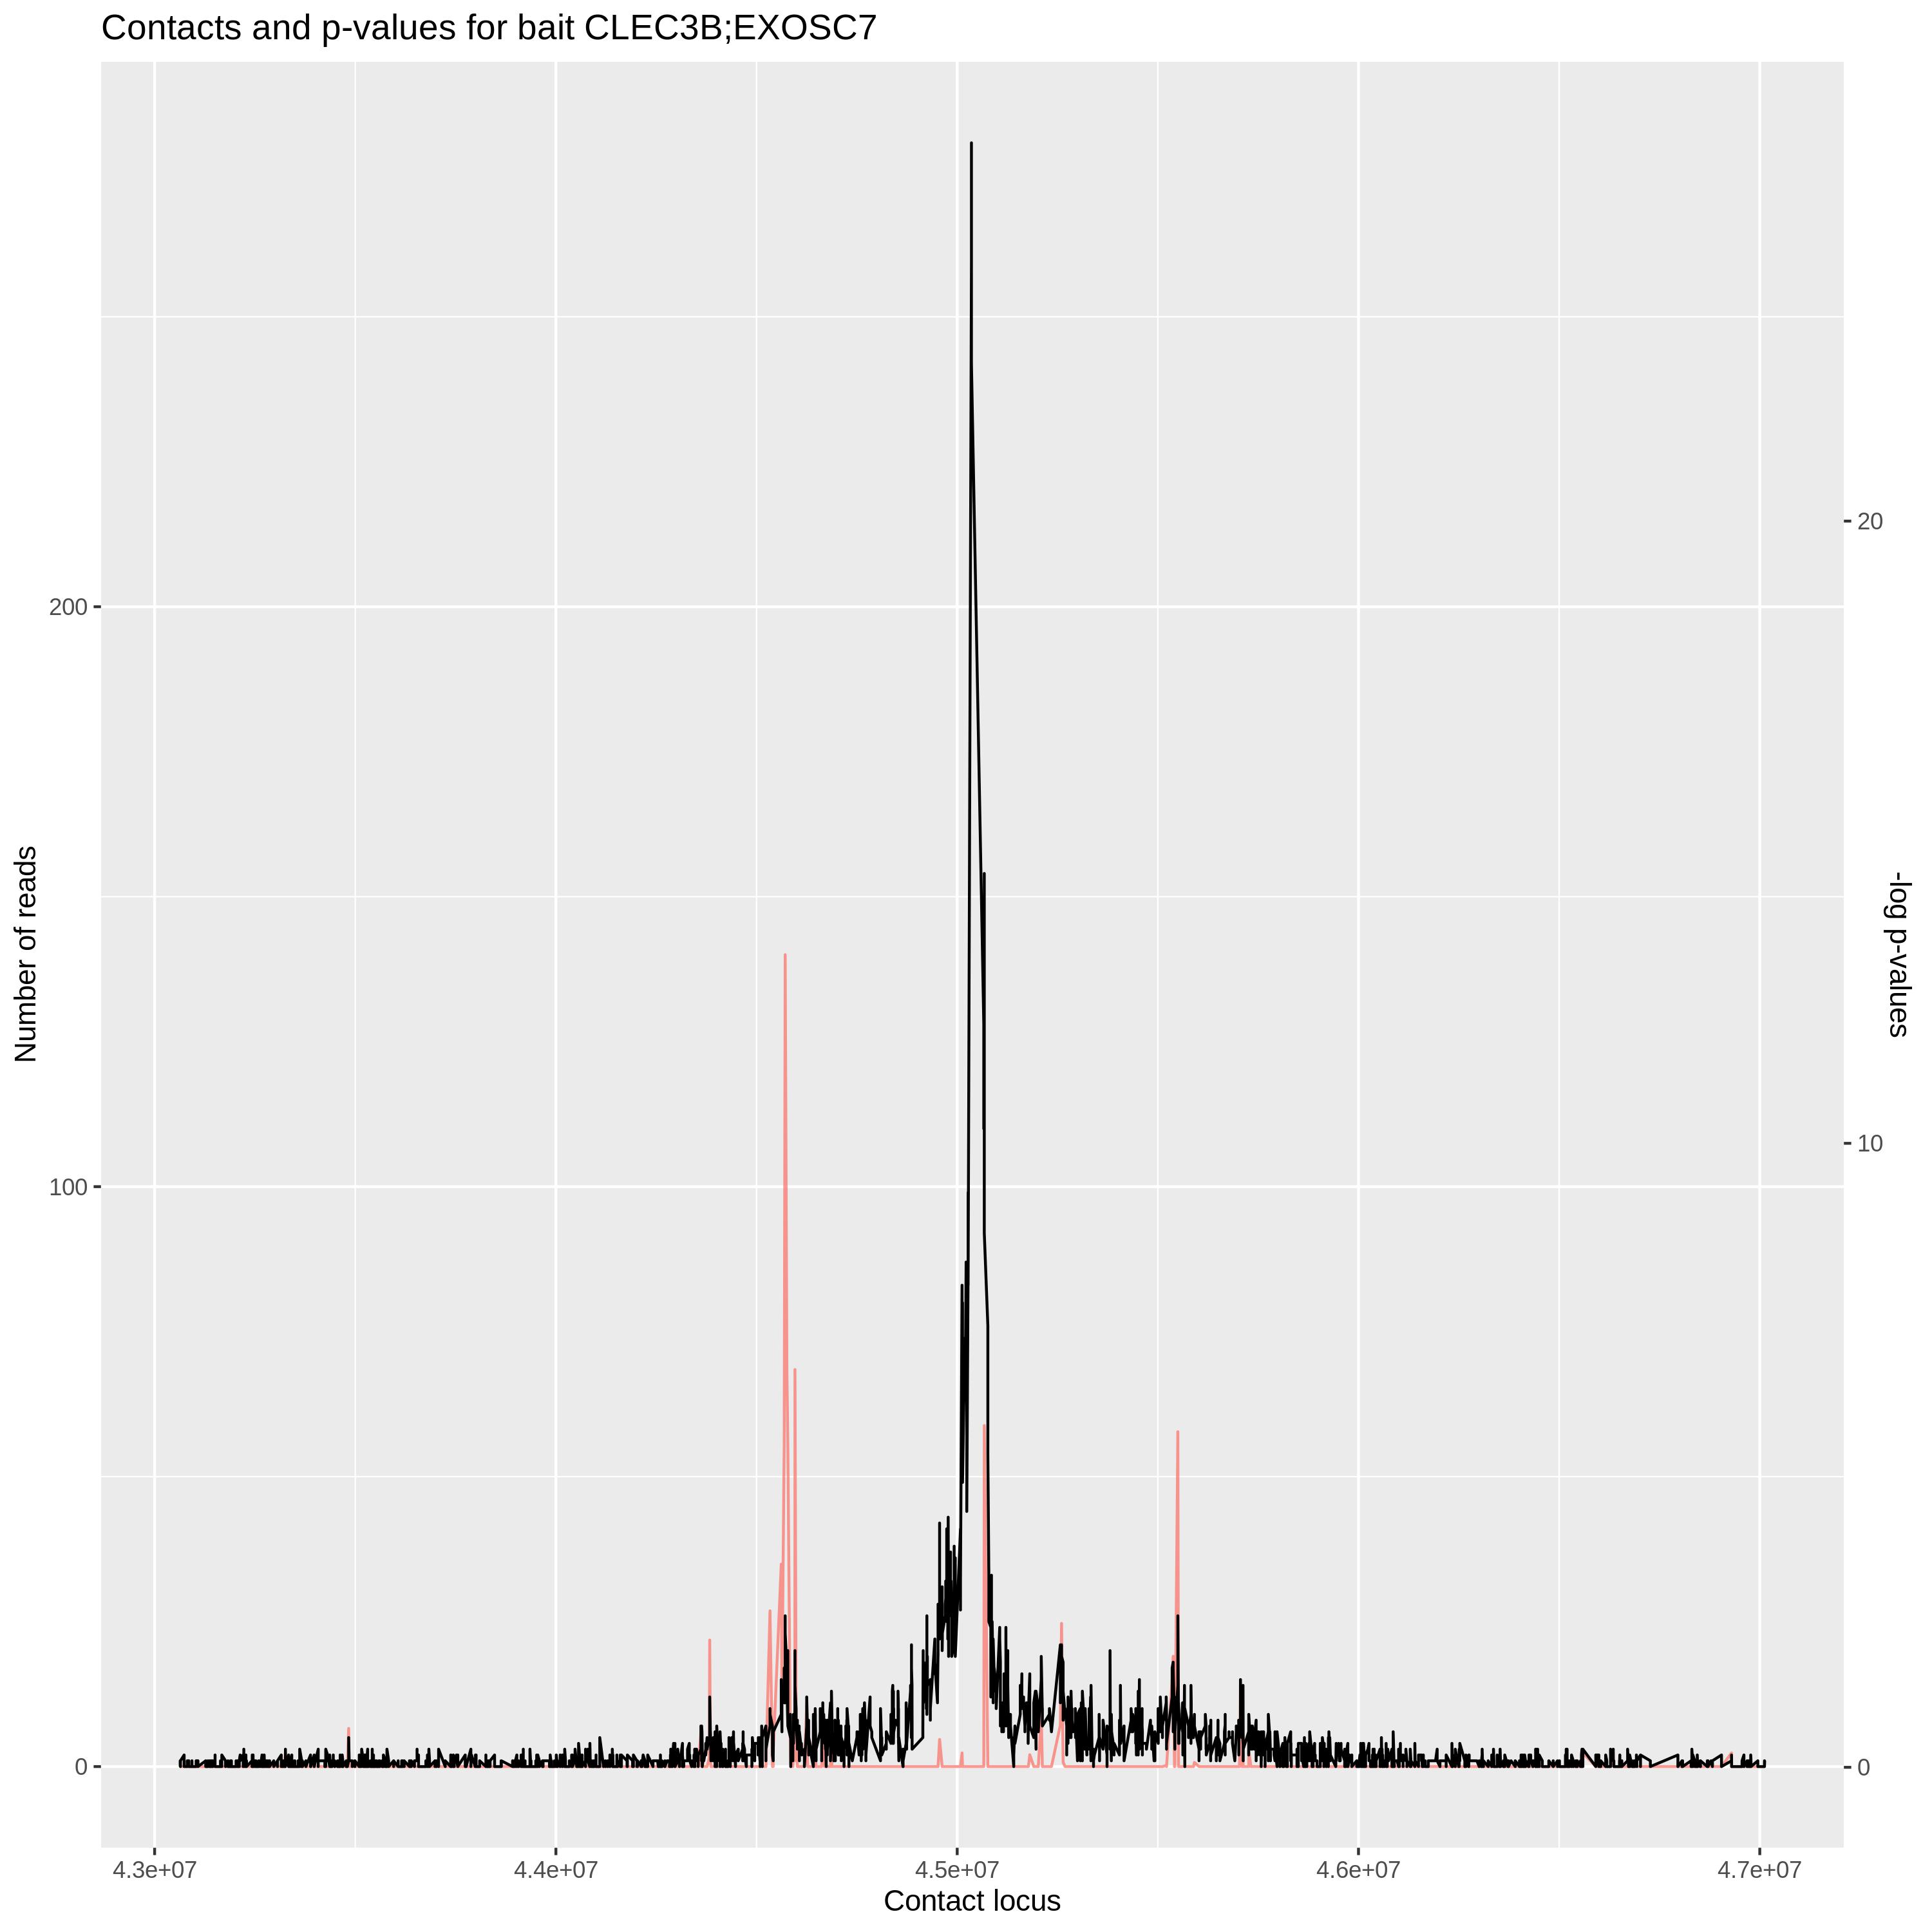 Contacts and p-values for bait CLEC3B;EXOSC7
Number of reads
200
100
0
20
10
0
-log p-values
4.3e+07
4.4e+07
4.5e+07
4.6e+07
4.7e+07
Contact locus